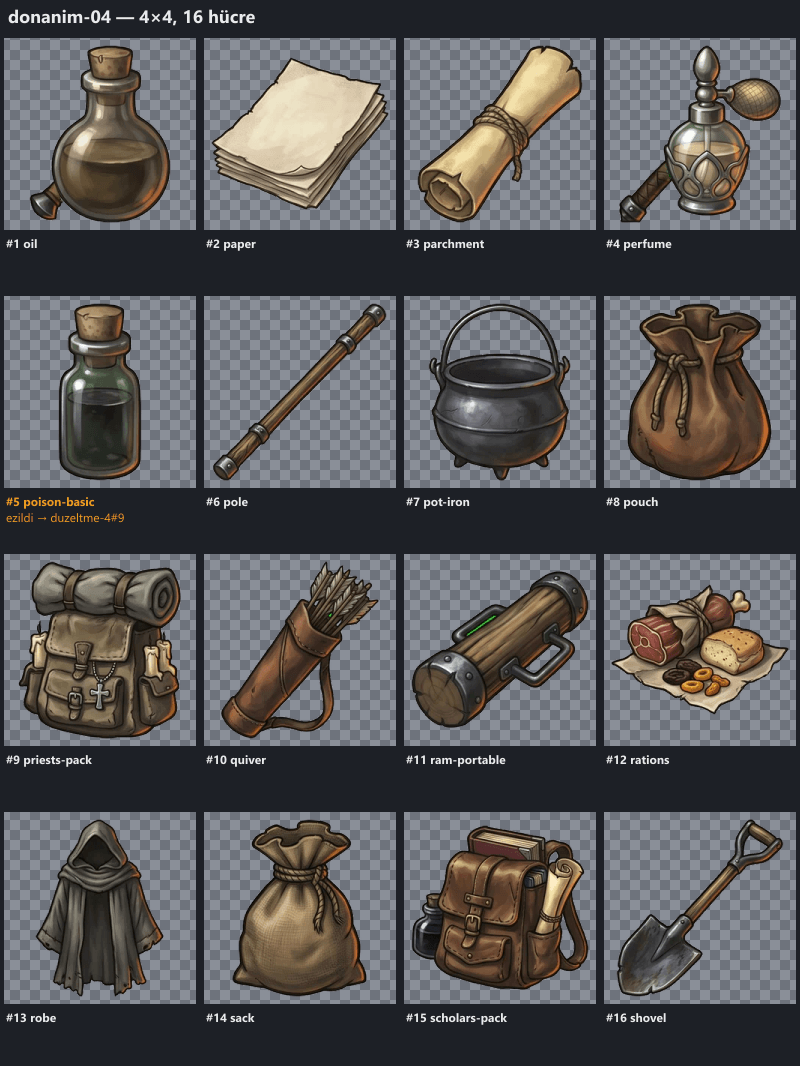 donanim-04 — 4×4, 16 hücre
#1 oil
#2 paper
#3 parchment
#4 perfume
#5 poison-basic
ezildi → duzeltme-4#9
#6 pole
#7 pot-iron
#8 pouch
#9 priests-pack
#10 quiver
#11 ram-portable
#12 rations
#13 robe
#14 sack
#15 scholars-pack
#16 shovel